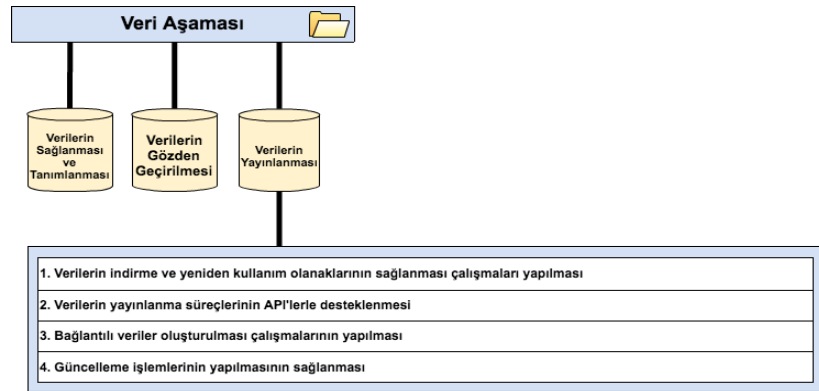 Veri Aşaması
Verilerin
Sağlanması
ve
Tanımlanması
Verilerin
Gözden
Geçirilmesi
Verilerin
Yayınlanması
1. Verilerin indirme ve yeniden kullanım olanaklarının sağlanması çalışmaları yapılması
2. Verilerin yayınlanma süreçlerinin API'lerle desteklenmesi
3. Bağlantılı veriler oluşturulması çalışmalarının yapılması
4. Güncelleme işlemlerinin yapılmasının sağlanması